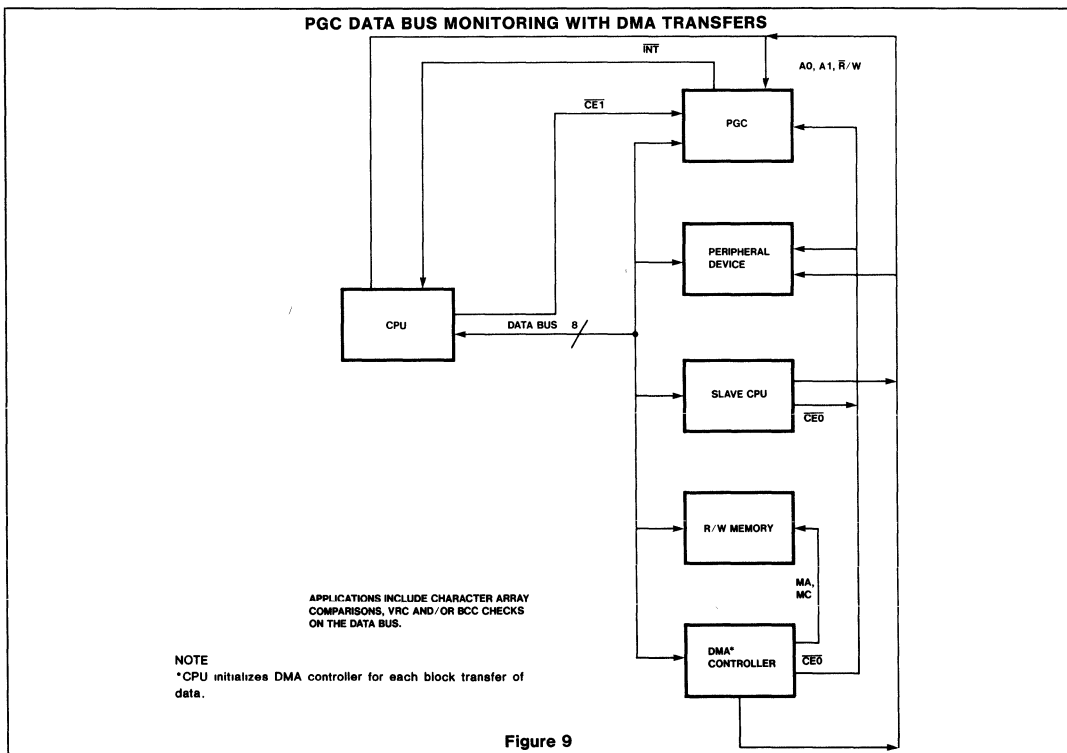 PGC DATA BUS MONITORING WITH DMA TRANSFERS
INT
A0, A1, R/W
CE1
PGC
PERIPHERAL
DEVICE
CPU
DATA BUS 8
SLAVE CPU
CE0
R/W MEMORY
MA,
MC
APPLICATIONS INCLUDE CHARACTER ARRAY
COMPARISONS, VRC AND/OR BCC CHECKS
ON THE DATA BUS.
DMA*
CONTROLLER
CE0
NOTE
*CPU initializes DMA controller for each block transfer of
data.
Figure 9